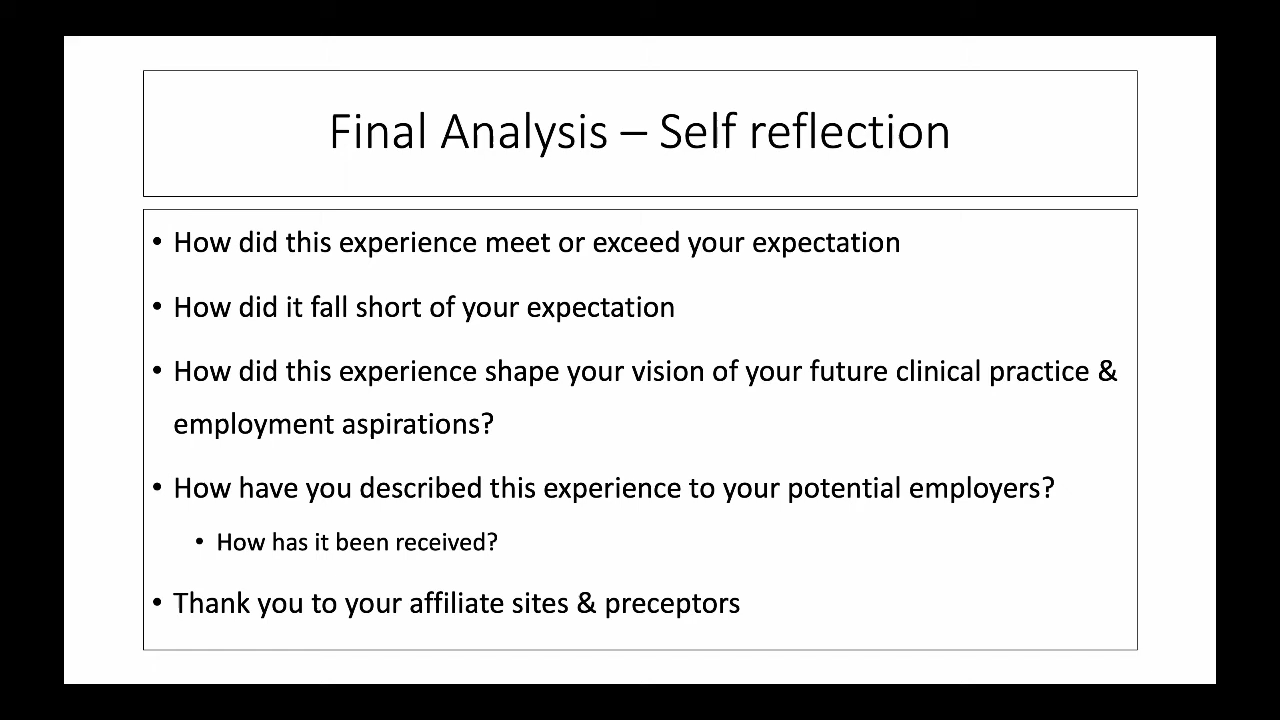 Final Analysis – Self reflection
• How did this experience meet or exceed your expectation
• How did it fall short of your expectation
• How did this experience shape your vision of your future clinical practice &
employment aspirations?
• How have you described this experience to your potential employers?
• How has it been received?
• Thank you to your affiliate sites & preceptors